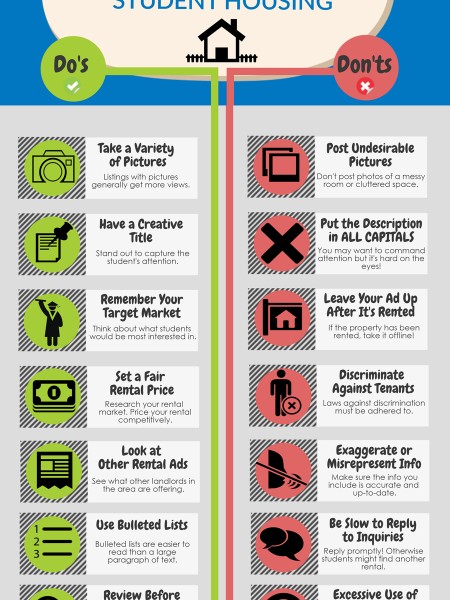 STUDENT HOUSING
Do's
Don'ts
Take a Variety
of Pictures
Listings with pictures
generally get more views.
Have a Creative
Title
Stand out to capture the
student's attention.
Remember Your
Target Market
Think about what students
would be most interested in.
Set a Fair
Rental Price
Research your rental
market. Price your rental
competitively.
Look at
Other Rental Ads
See what other landlords in
the area are offering.
1
2
3
Use Bulleted Lists
Bulleted lists are easier to
read than a large
paragraph of text.
Review Before
Post Undesirable
Pictures
Don't post photos of a messy
room or cluttered space.
Put the Description
in ALL CAPITALS
You may want to command
attention but it's hard on the
eyes!
Leave Your Ad Up
After It's Rented
If the property has been
rented, take it offline!
Discriminate
Against Tenants
Laws against discrimination
must be adhered to.
Exaggerate or
Misrepresent Info
Make sure the info you
include is accurate and
up-to-date.
Be Slow to Reply
to Inquiries
Reply promptly! Otherwise
students might find another
rental.
Excessive Use of